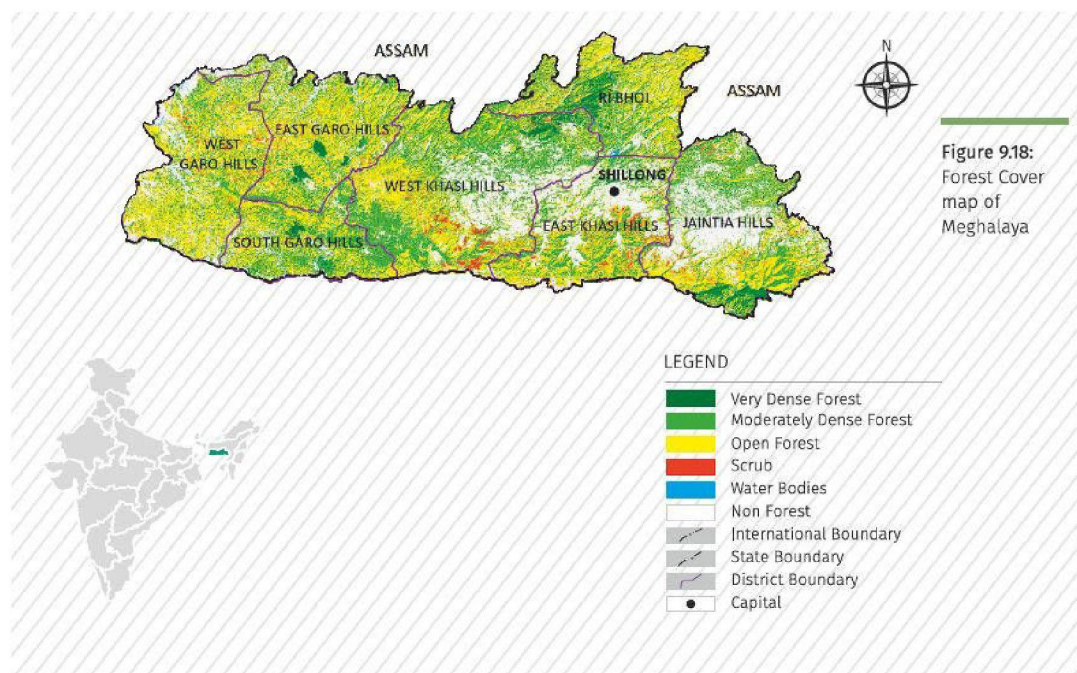 ASSAM
N
RI BHOI
ASSAM
EAST GARO HILLS
WEST
GARO HILLS
SHILLONG
WEST KHASI HILLS
EAST KHASI HILLS
JAINTIA HILLS
SOUTH GARO HILLS
Figure 9.18:
Forest Cover
map of
Meghalaya
LEGEND
Very Dense Forest
Moderately Dense Forest
Open Forest
Scrub
Water Bodies
Non Forest
International Boundary
State Boundary
District Boundary
Capital